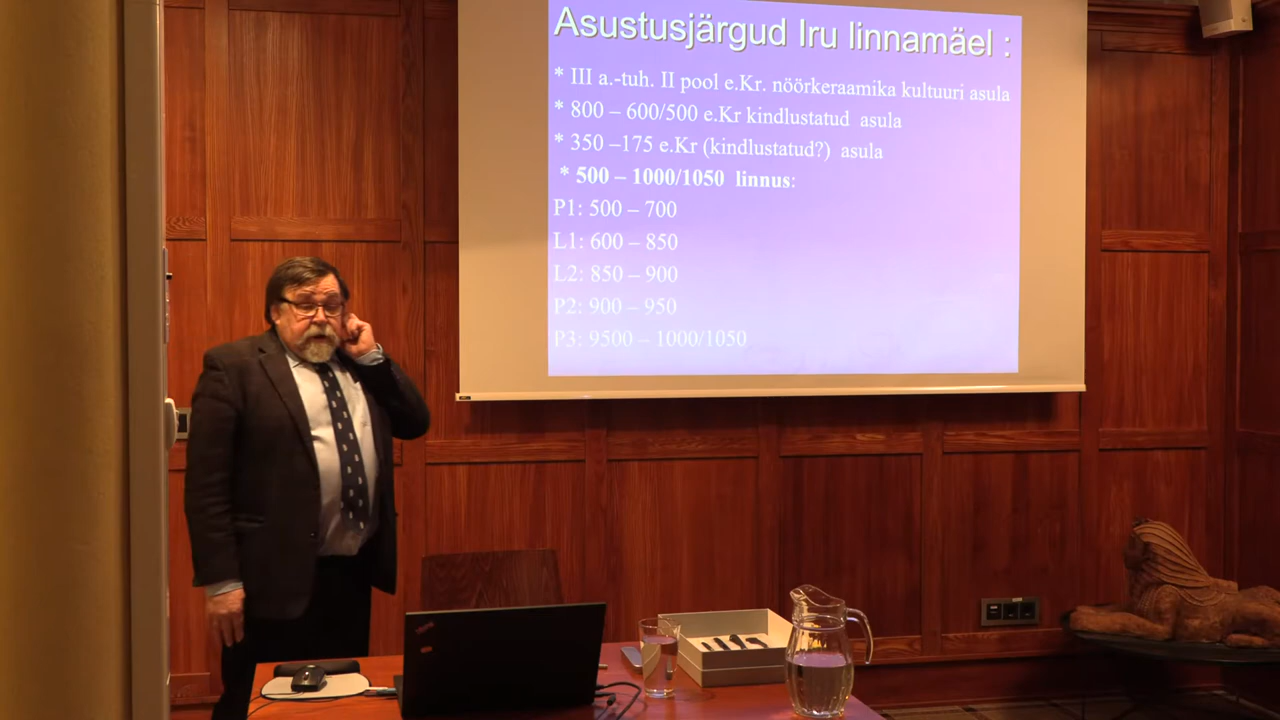 Asustusjärgud Iru linnamäel :
* III a.-tuh. II pool e.Kr. nöörkeraamika kultuuri asula
* 800 – 600/500 e.Kr kindlustatud asula
* 350 –175 e.Kr (kindlustatud?) asula
* 500 – 1000/1050 linnus:
P1: 500 – 700
L1: 600 – 850
L2: 850 – 900
P2: 900 – 950
P3: 9500 – 1000/1050